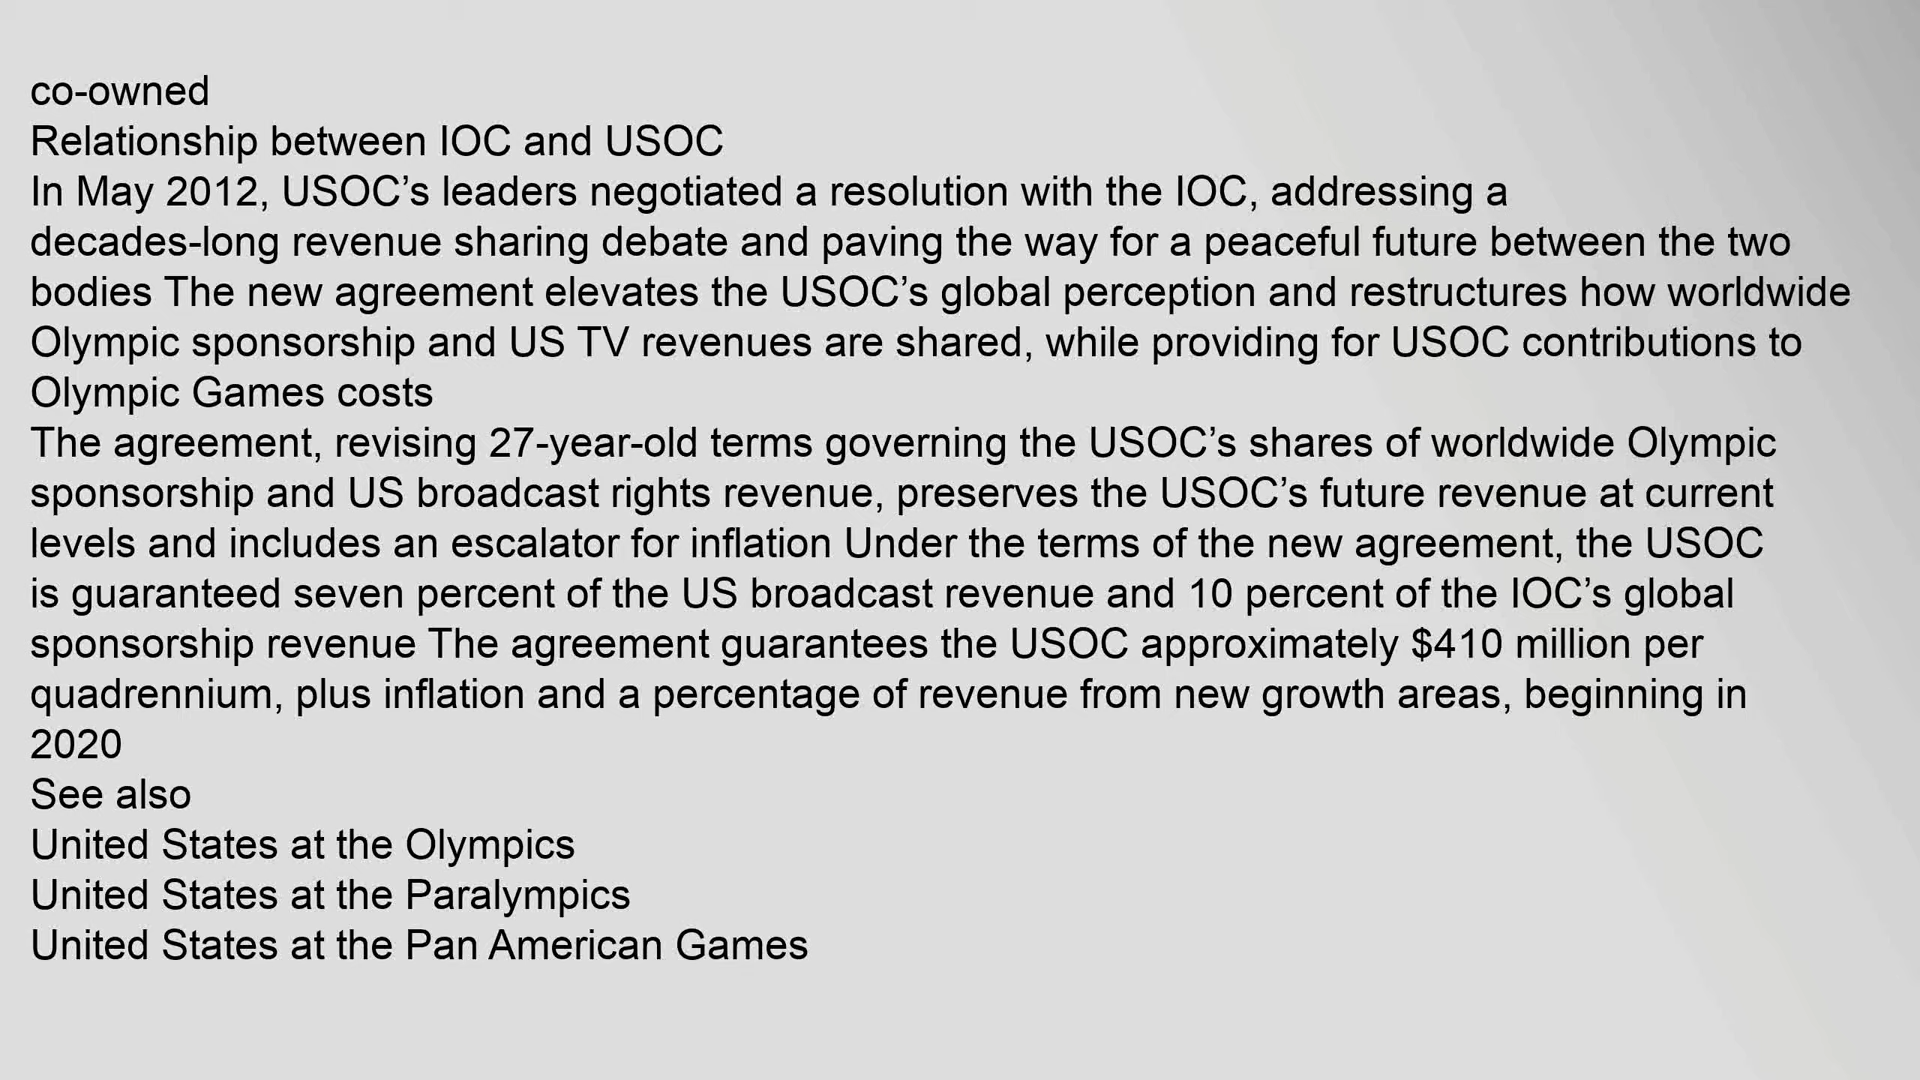 co-owned
Relationship between IOC and USOC
In May 2012, USOC’s leaders negotiated a resolution with the IOC, addressing a
decades-long revenue sharing debate and paving the way for a peaceful future between the two
bodies The new agreement elevates the USOC’s global perception and restructures how worldwide
Olympic sponsorship and US TV revenues are shared, while providing for USOC contributions to
Olympic Games costs
The agreement, revising 27-year-old terms governing the USOC’s shares of worldwide Olympic
sponsorship and US broadcast rights revenue, preserves the USOC’s future revenue at current
levels and includes an escalator for inflation Under the terms of the new agreement, the USOC
is guaranteed seven percent of the US broadcast revenue and 10 percent of the IOC’s global
sponsorship revenue The agreement guarantees the USOC approximately $410 million per
quadrennium, plus inflation and a percentage of revenue from new growth areas, beginning in
2020
See also
United States at the Olympics
United States at the Paralympics
United States at the Pan American Games